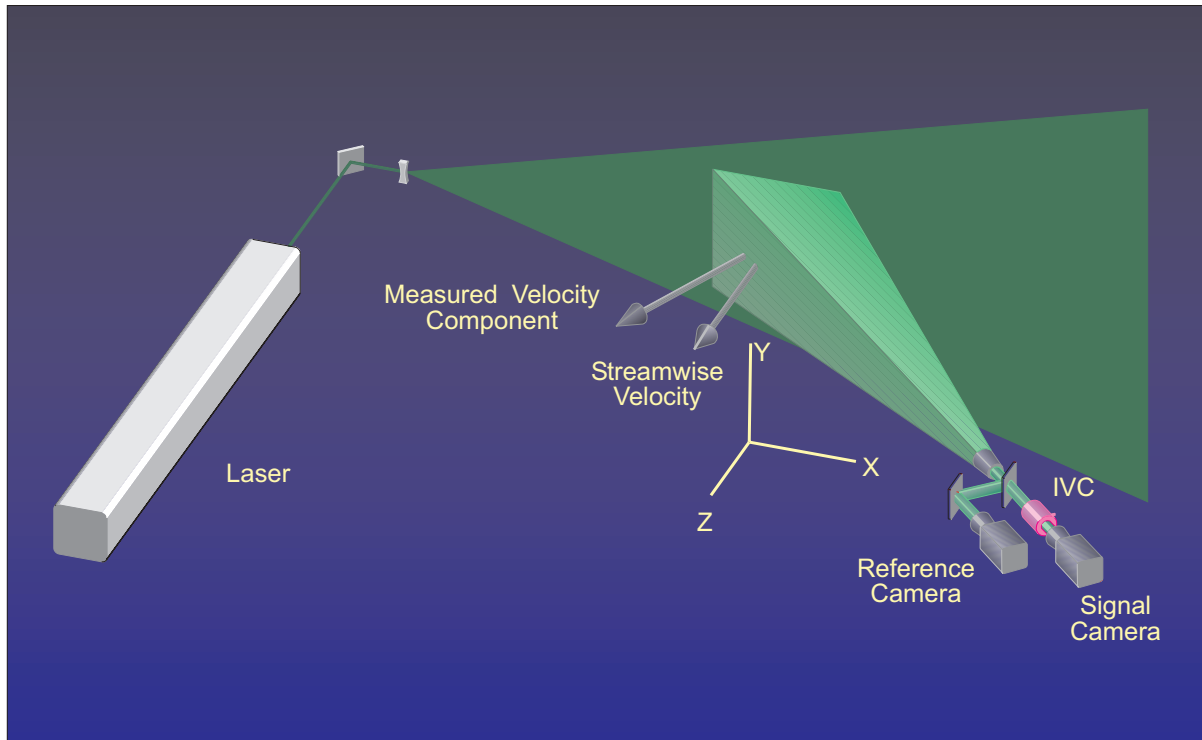 Measured Velocity
Component
Streamwise
Velocity
Y
X
Z
Laser
IVC
Reference
Camera
Signal
Camera